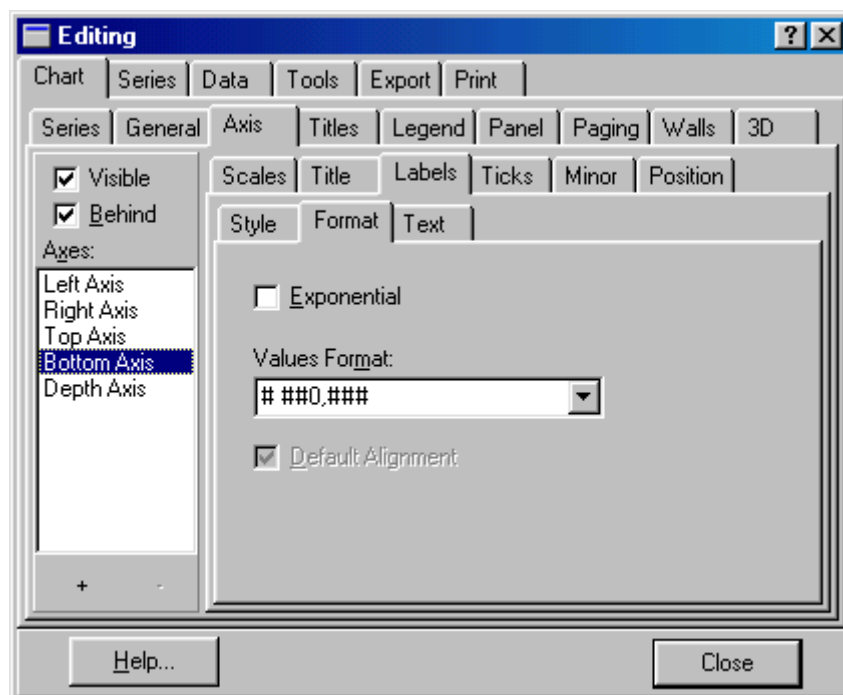 Editing
Chart Series Data Tools Export Print
Series General Axis Titles Legend Panel Paging Walls 3D
Visible
Behind
Axes:
Left Axis
Right Axis
Top Axis
Bottom Axis
Depth Axis
+ -
Scales Title Labels Ticks Minor Position
Style Format Text
Exponential
Values Format:
# ##0,###
Default Alignment
Help...
Close